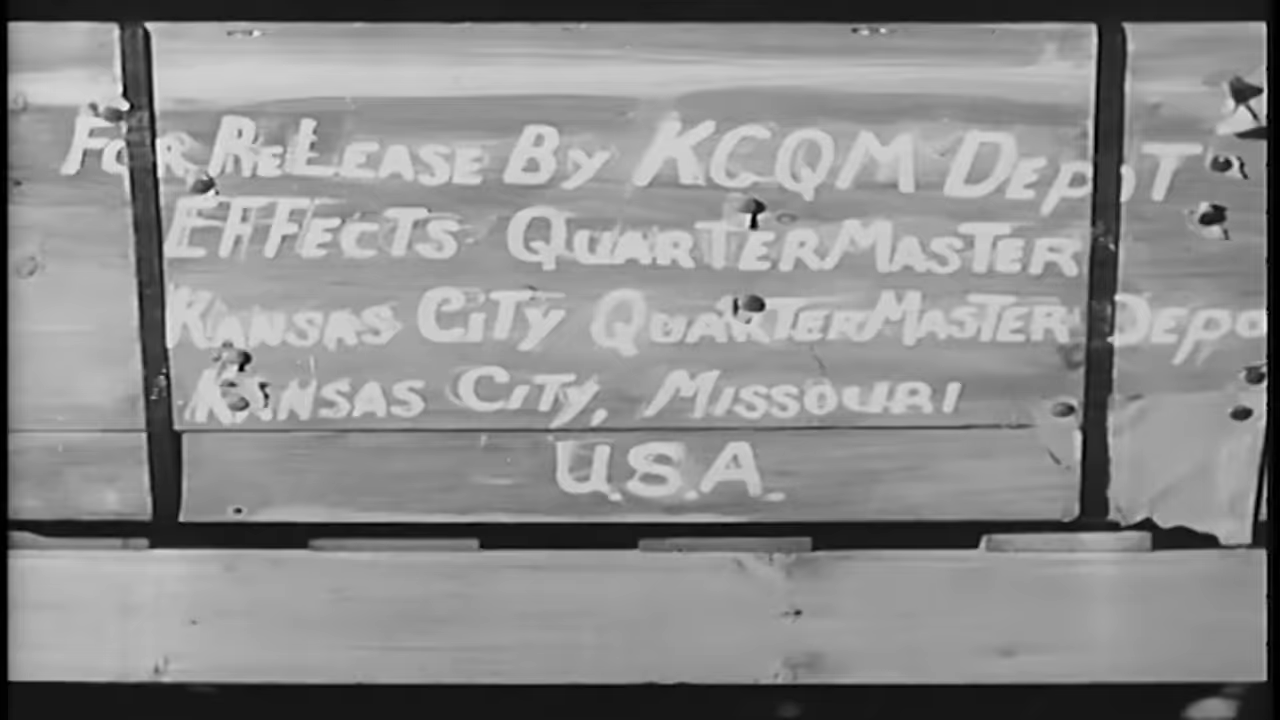 For ReLease By KCQM DepoT
EFFecTs QuarTerMasTer
Kansas CiTy QuarTerMasTer Depo
Kansas CiTy, Missouri
U.S.A.